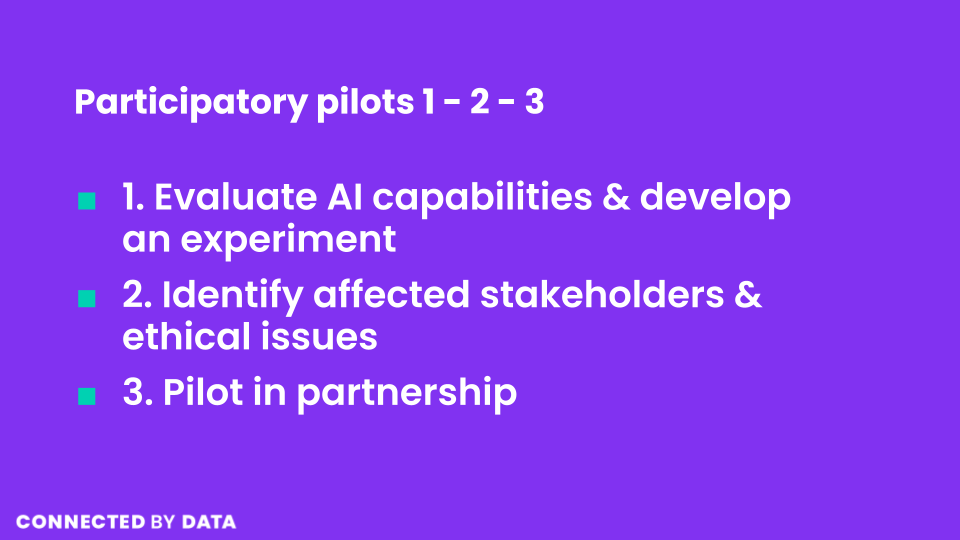 Participatory pilots 1 – 2 – 3
1. Evaluate AI capabilities & develop
an experiment
2. Identify affected stakeholders &
ethical issues
3. Pilot in partnership
CONNECTED BY DATA